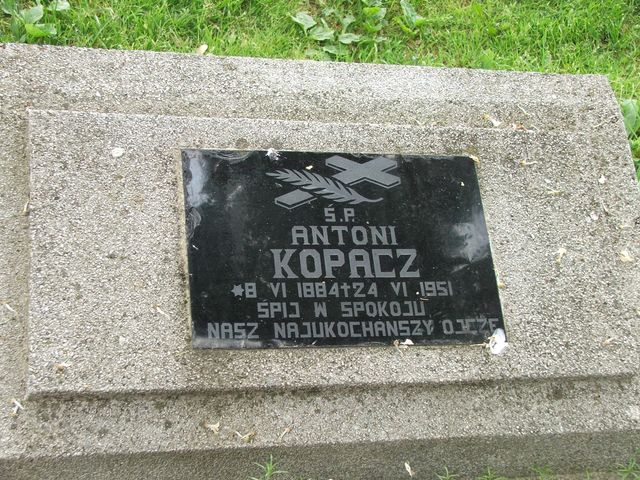 Ś.P.
ANTONI
KOPACZ
*8 VI 1884 † 24 VI 1951
ŚPIJ W SPOKOJU
NASZ NAJUKOCHAŃSZY OJCZE